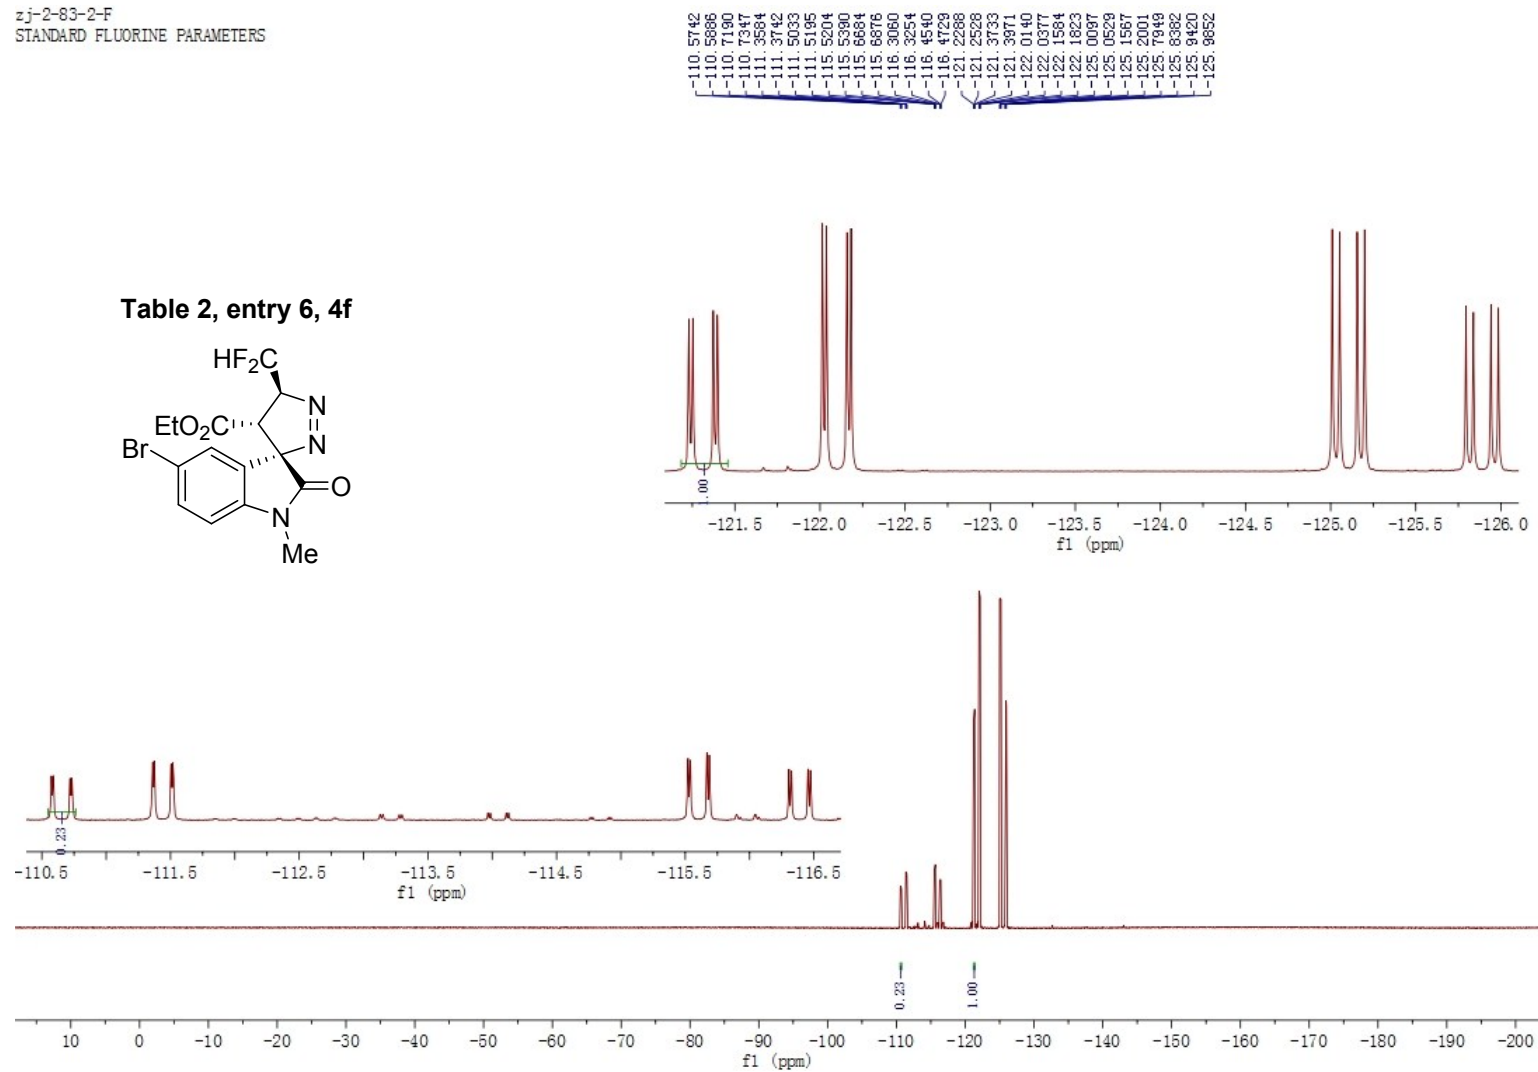 zj-2-83-2-F
STANDARD FLUORINE PARAMETERS
-110.5742
-110.5886
-110.7190
-110.7347
-111.3584
-111.3742
-111.5033
-111.5195
-115.5204
-115.5390
-115.6684
-115.6876
-116.3060
-116.3254
-116.4540
-116.4729
-121.2288
-121.2528
-121.3733
-121.3971
-122.0140
-122.0377
-122.1584
-122.1823
-125.0097
-125.0529
-125.1567
-125.2001
-125.7949
-125.8382
-125.9420
-125.9852
Table 2, entry 6, 4f
HF2C
N
EtO2C
N
Br
O
N
Me
1.00
-121.5 -122.0 -122.5 -123.0 -123.5 -124.0 -124.5 -125.0 -125.5 -126.0
f1 (ppm)
0.23
-110.5 -111.5 -112.5 -113.5 -114.5 -115.5 -116.5
f1 (ppm)
0.23
1.00
10 0 -10 -20 -30 -40 -50 -60 -70 -80 -90 -100 -110 -120 -130 -140 -150 -160 -170 -180 -190 -200
f1 (ppm)